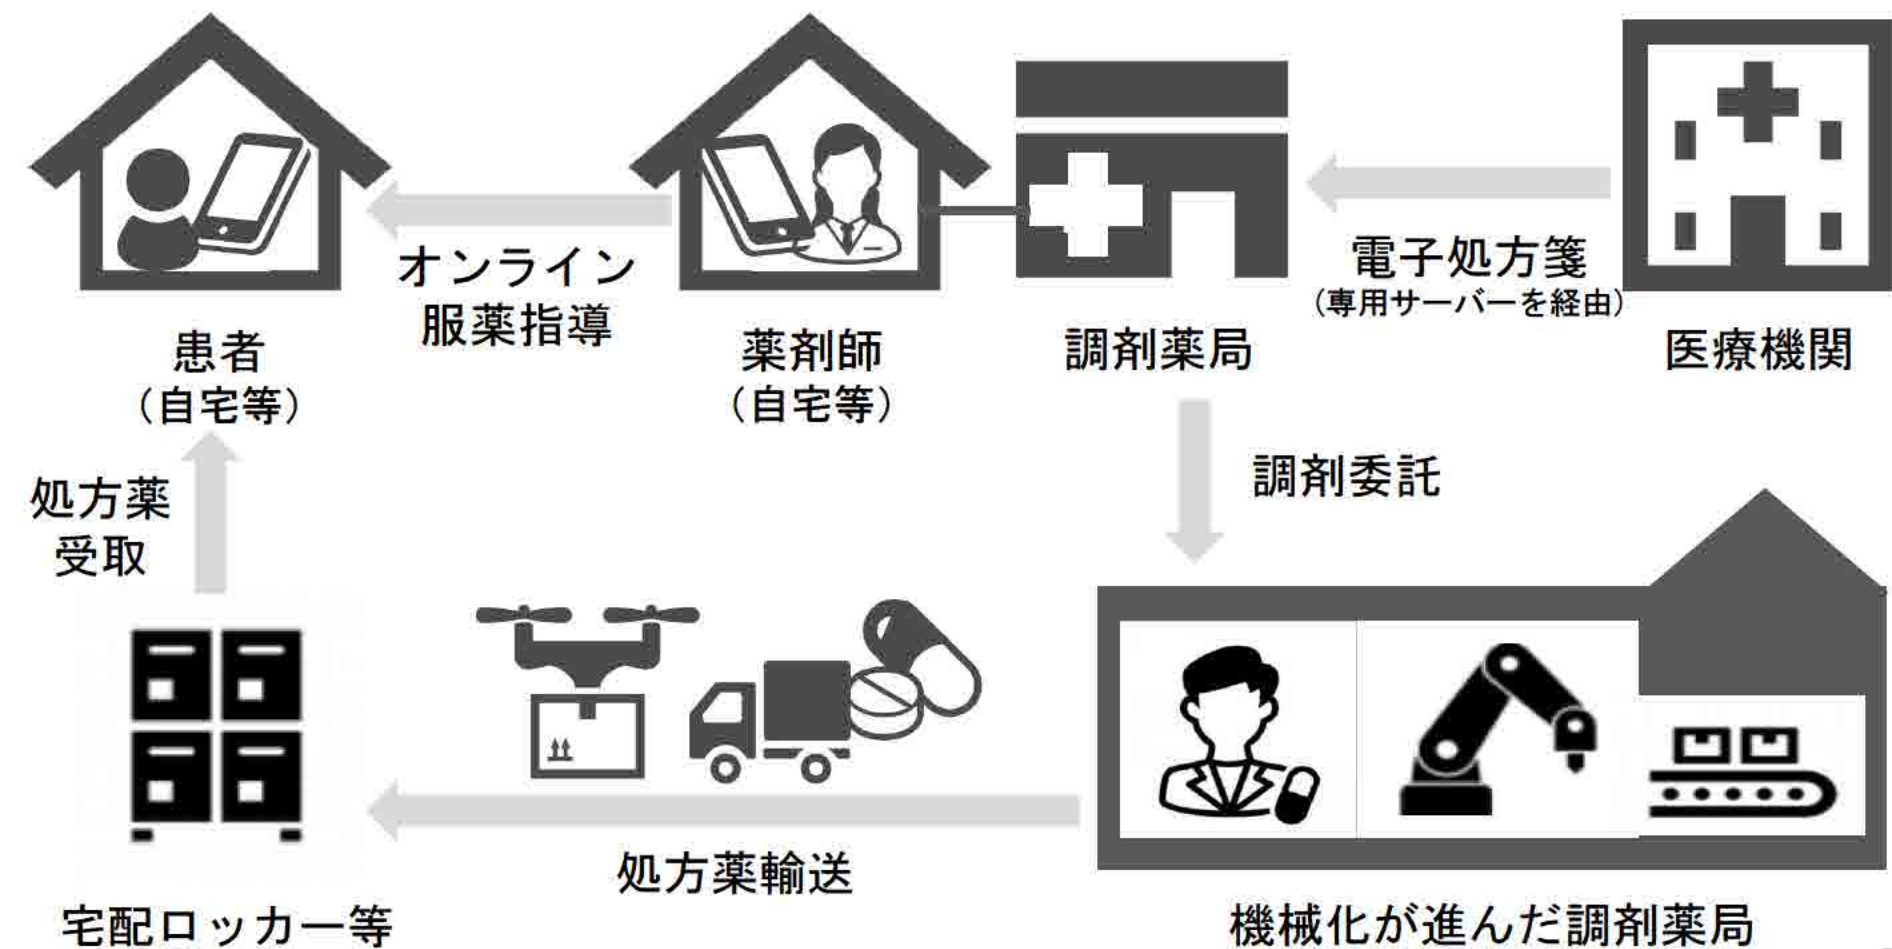 オンライン
服薬指導
電子処方箋
(専用サーバーを経由)
患者
(自宅等)
薬剤師
(自宅等)
調剤薬局
医療機関
処方薬
受取
調剤委託
処方薬輸送
宅配ロッカー等
機械化が進んだ調剤薬局